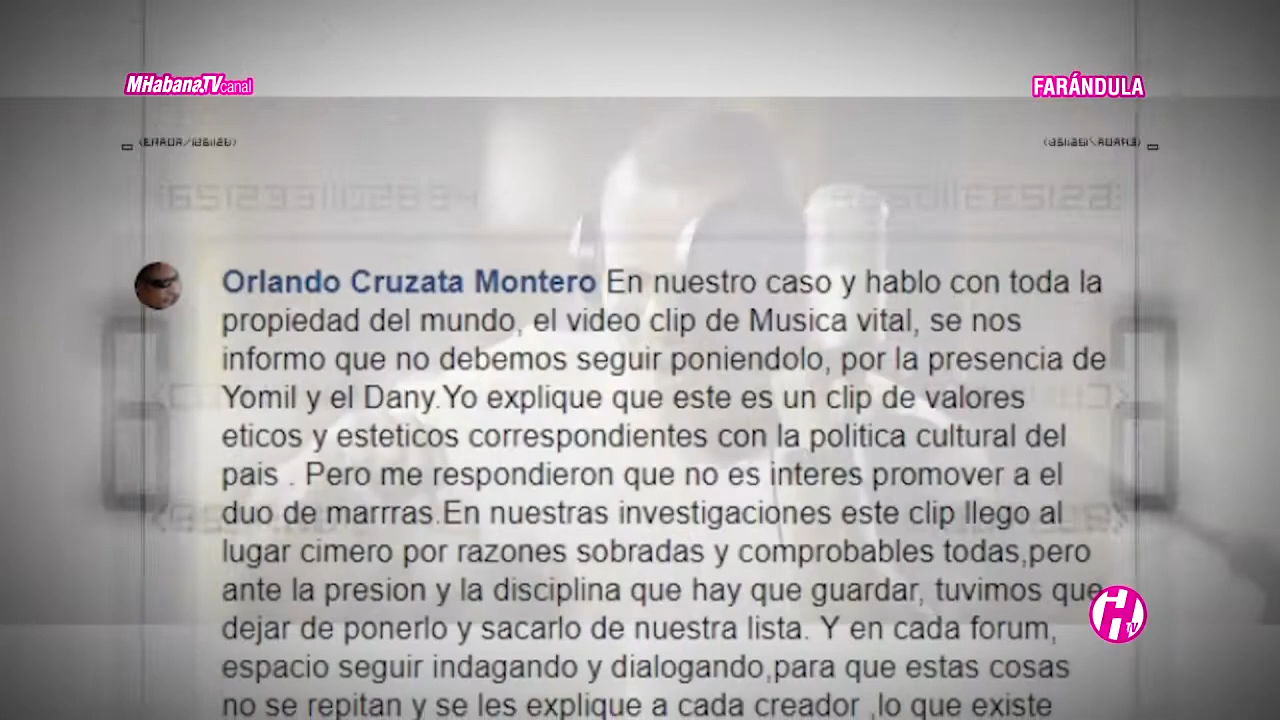 MiHabana.TV canal
FARÁNDULA
Orlando Cruzata Montero En nuestro caso y hablo con toda la
propiedad del mundo, el video clip de Musica vital, se nos
informo que no debemos seguir poniendolo, por la presencia de
Yomil y el Dany.Yo explique que este es un clip de valores
eticos y esteticos correspondientes con la politica cultural del
pais . Pero me respondieron que no es interes promover a el
duo de marrras.En nuestras investigaciones este clip llego al
lugar cimero por razones sobradas y comprobables todas,pero
ante la presion y la disciplina que hay que guardar, tuvimos que
dejar de ponerlo y sacarlo de nuestra lista. Y en cada forum,
espacio seguir indagando y dialogando,para que estas cosas
no se repitan y se les explique a cada creador ,lo que existe
H TV